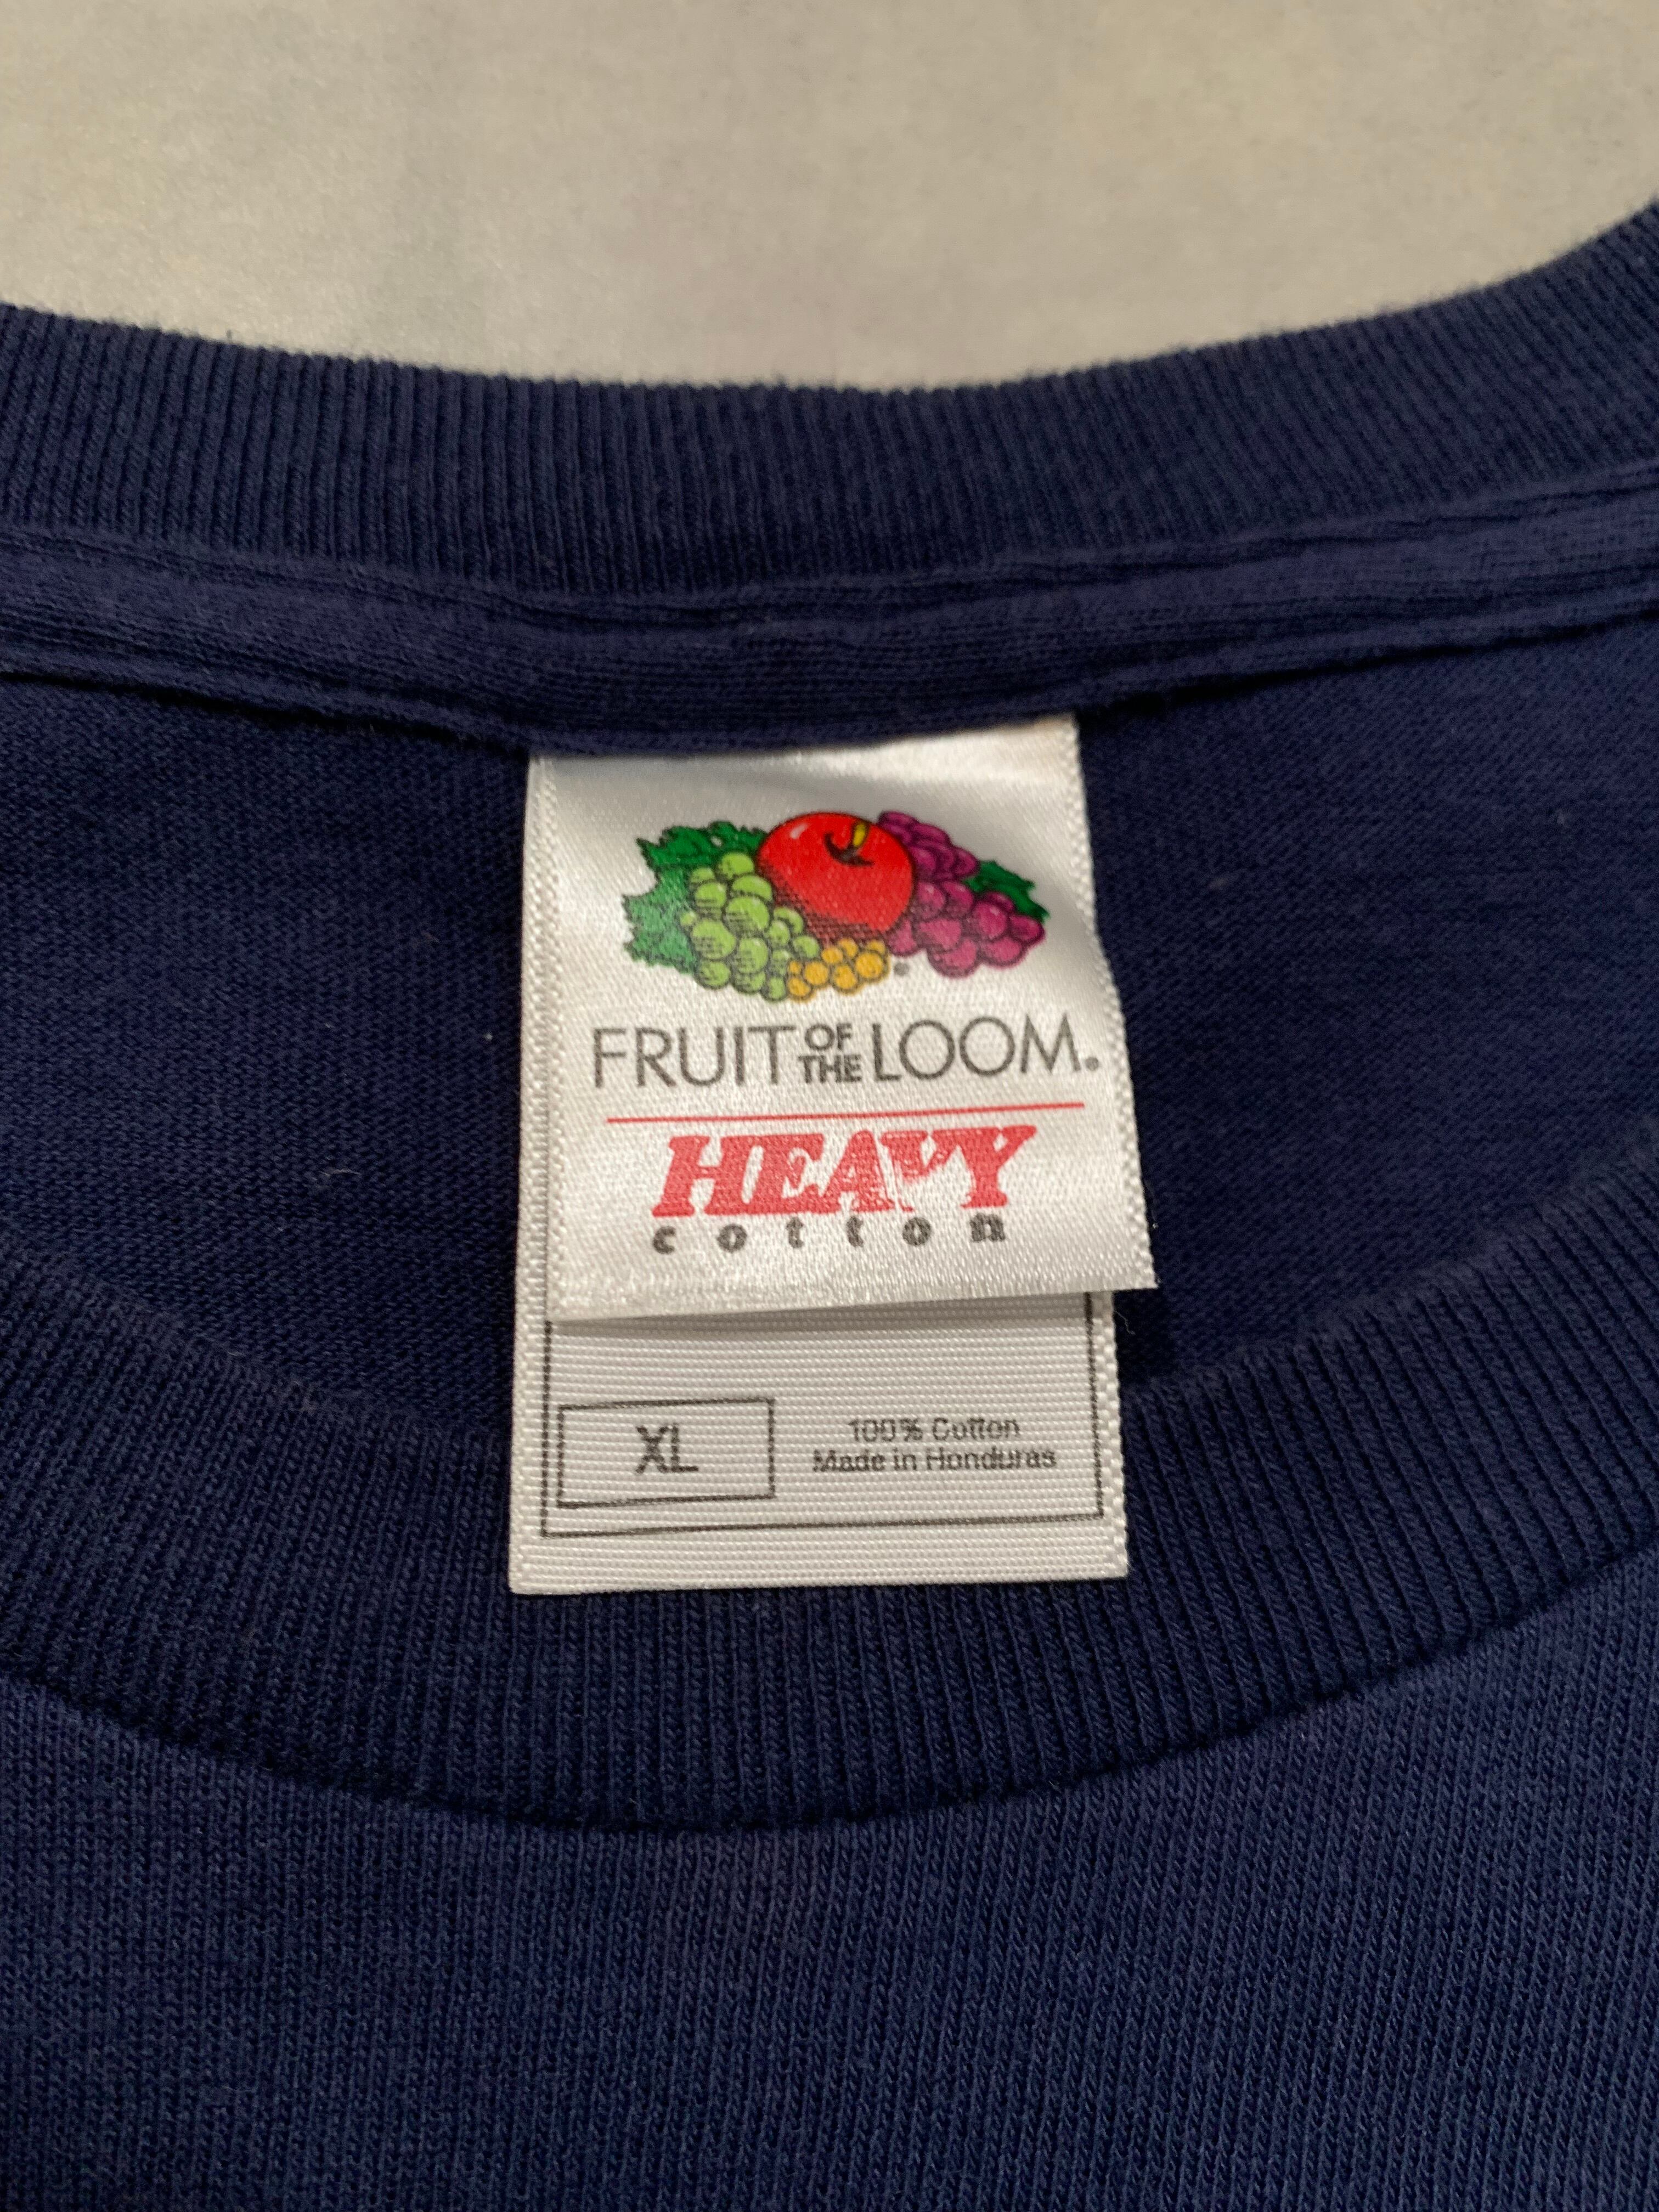 FRUIT OF THE LOOM®
HEAVY
cotton
XL
100% Cotton
Made in Honduras